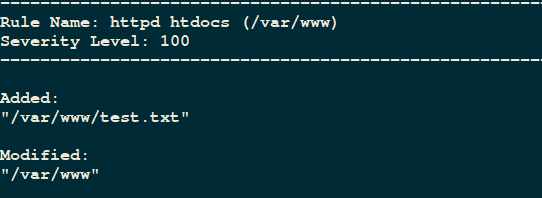 Rule Name: httpd htdocs (/var/www)
Severity Level: 100
Added:
"/var/www/test.txt"
Modified:
"/var/www"